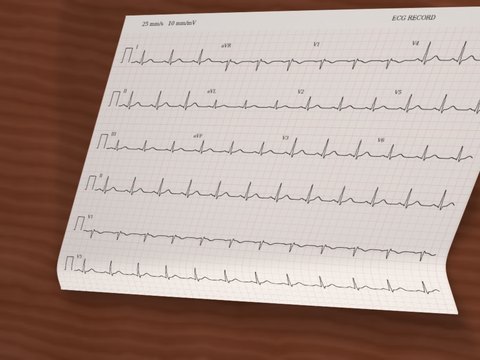 25 mm/s 10 mm/mV ECG RECORD
I aVR V1 V4
II aVL V2 V5
III aVF V3 V6
II
V1
V5